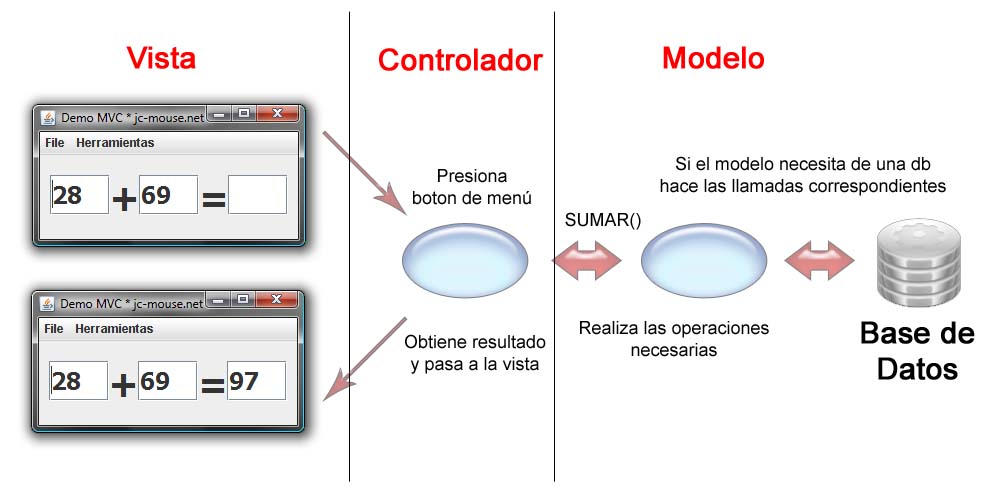 Vista
Controlador
Modelo
Demo MVC * jc-mouse.net
File Herramientas
28 + 69 =
Presiona
boton de menú
SUMAR()
Si el modelo necesita de una db
hace las llamadas correspondientes
Demo MVC * jc-mouse.net
File Herramientas
28 + 69 = 97
Obtiene resultado
y pasa a la vista
Realiza las operaciones
necesarias
Base de
Datos